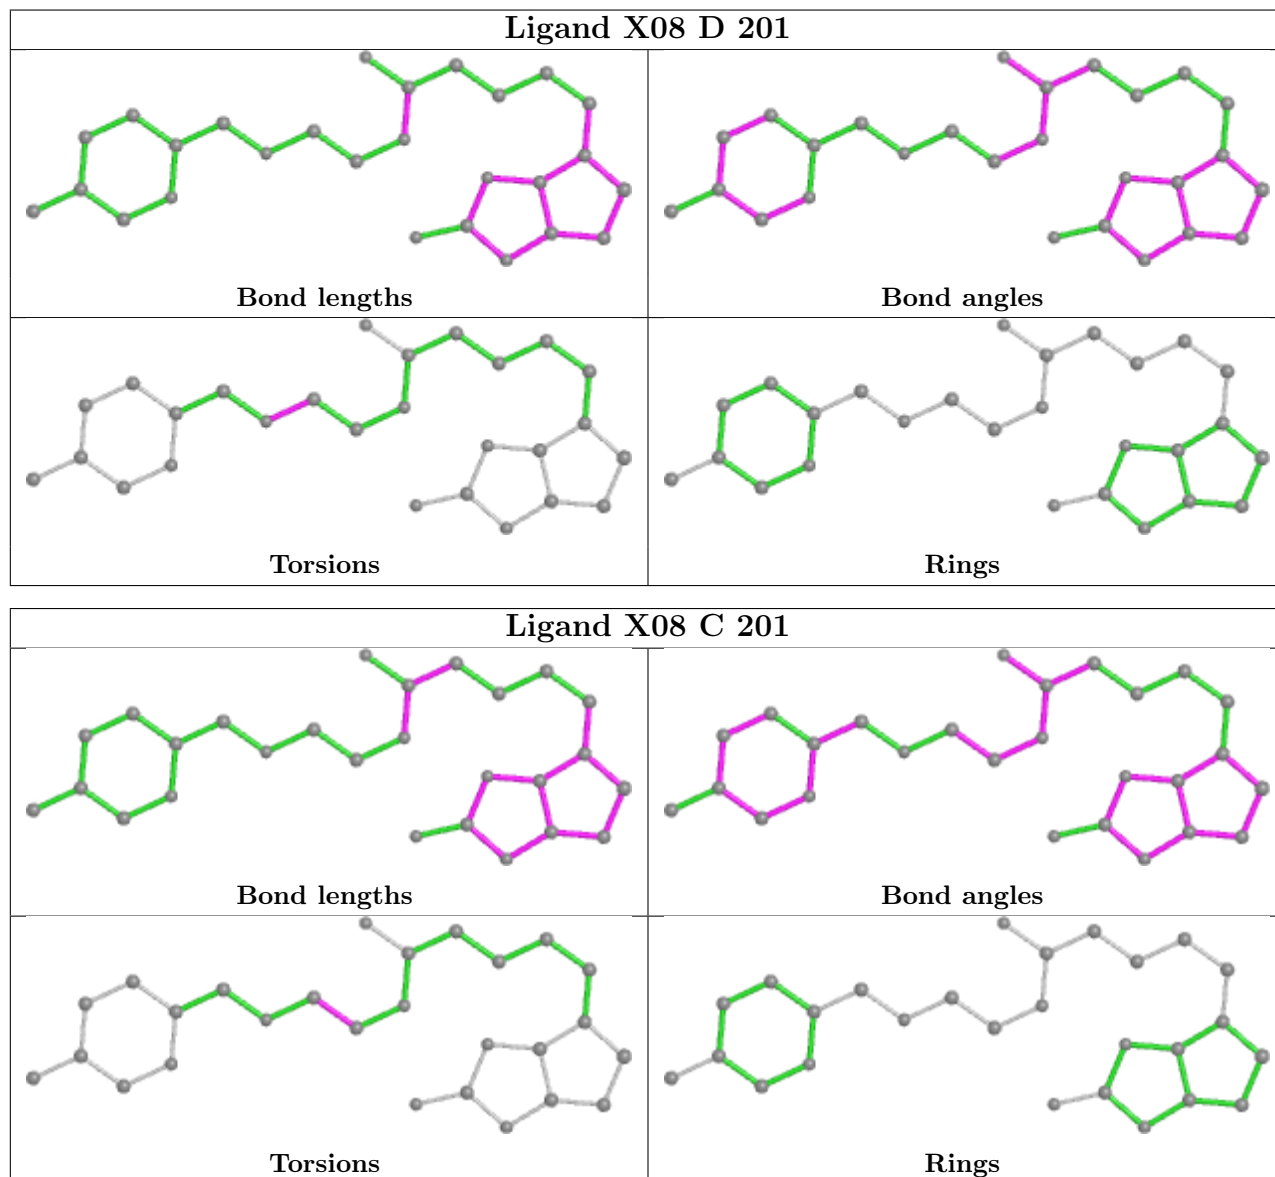 Ligand X08 D 201
Bond lengths
Bond angles
Torsions
Rings
Ligand X08 C 201
Bond lengths
Bond angles
Torsions
Rings